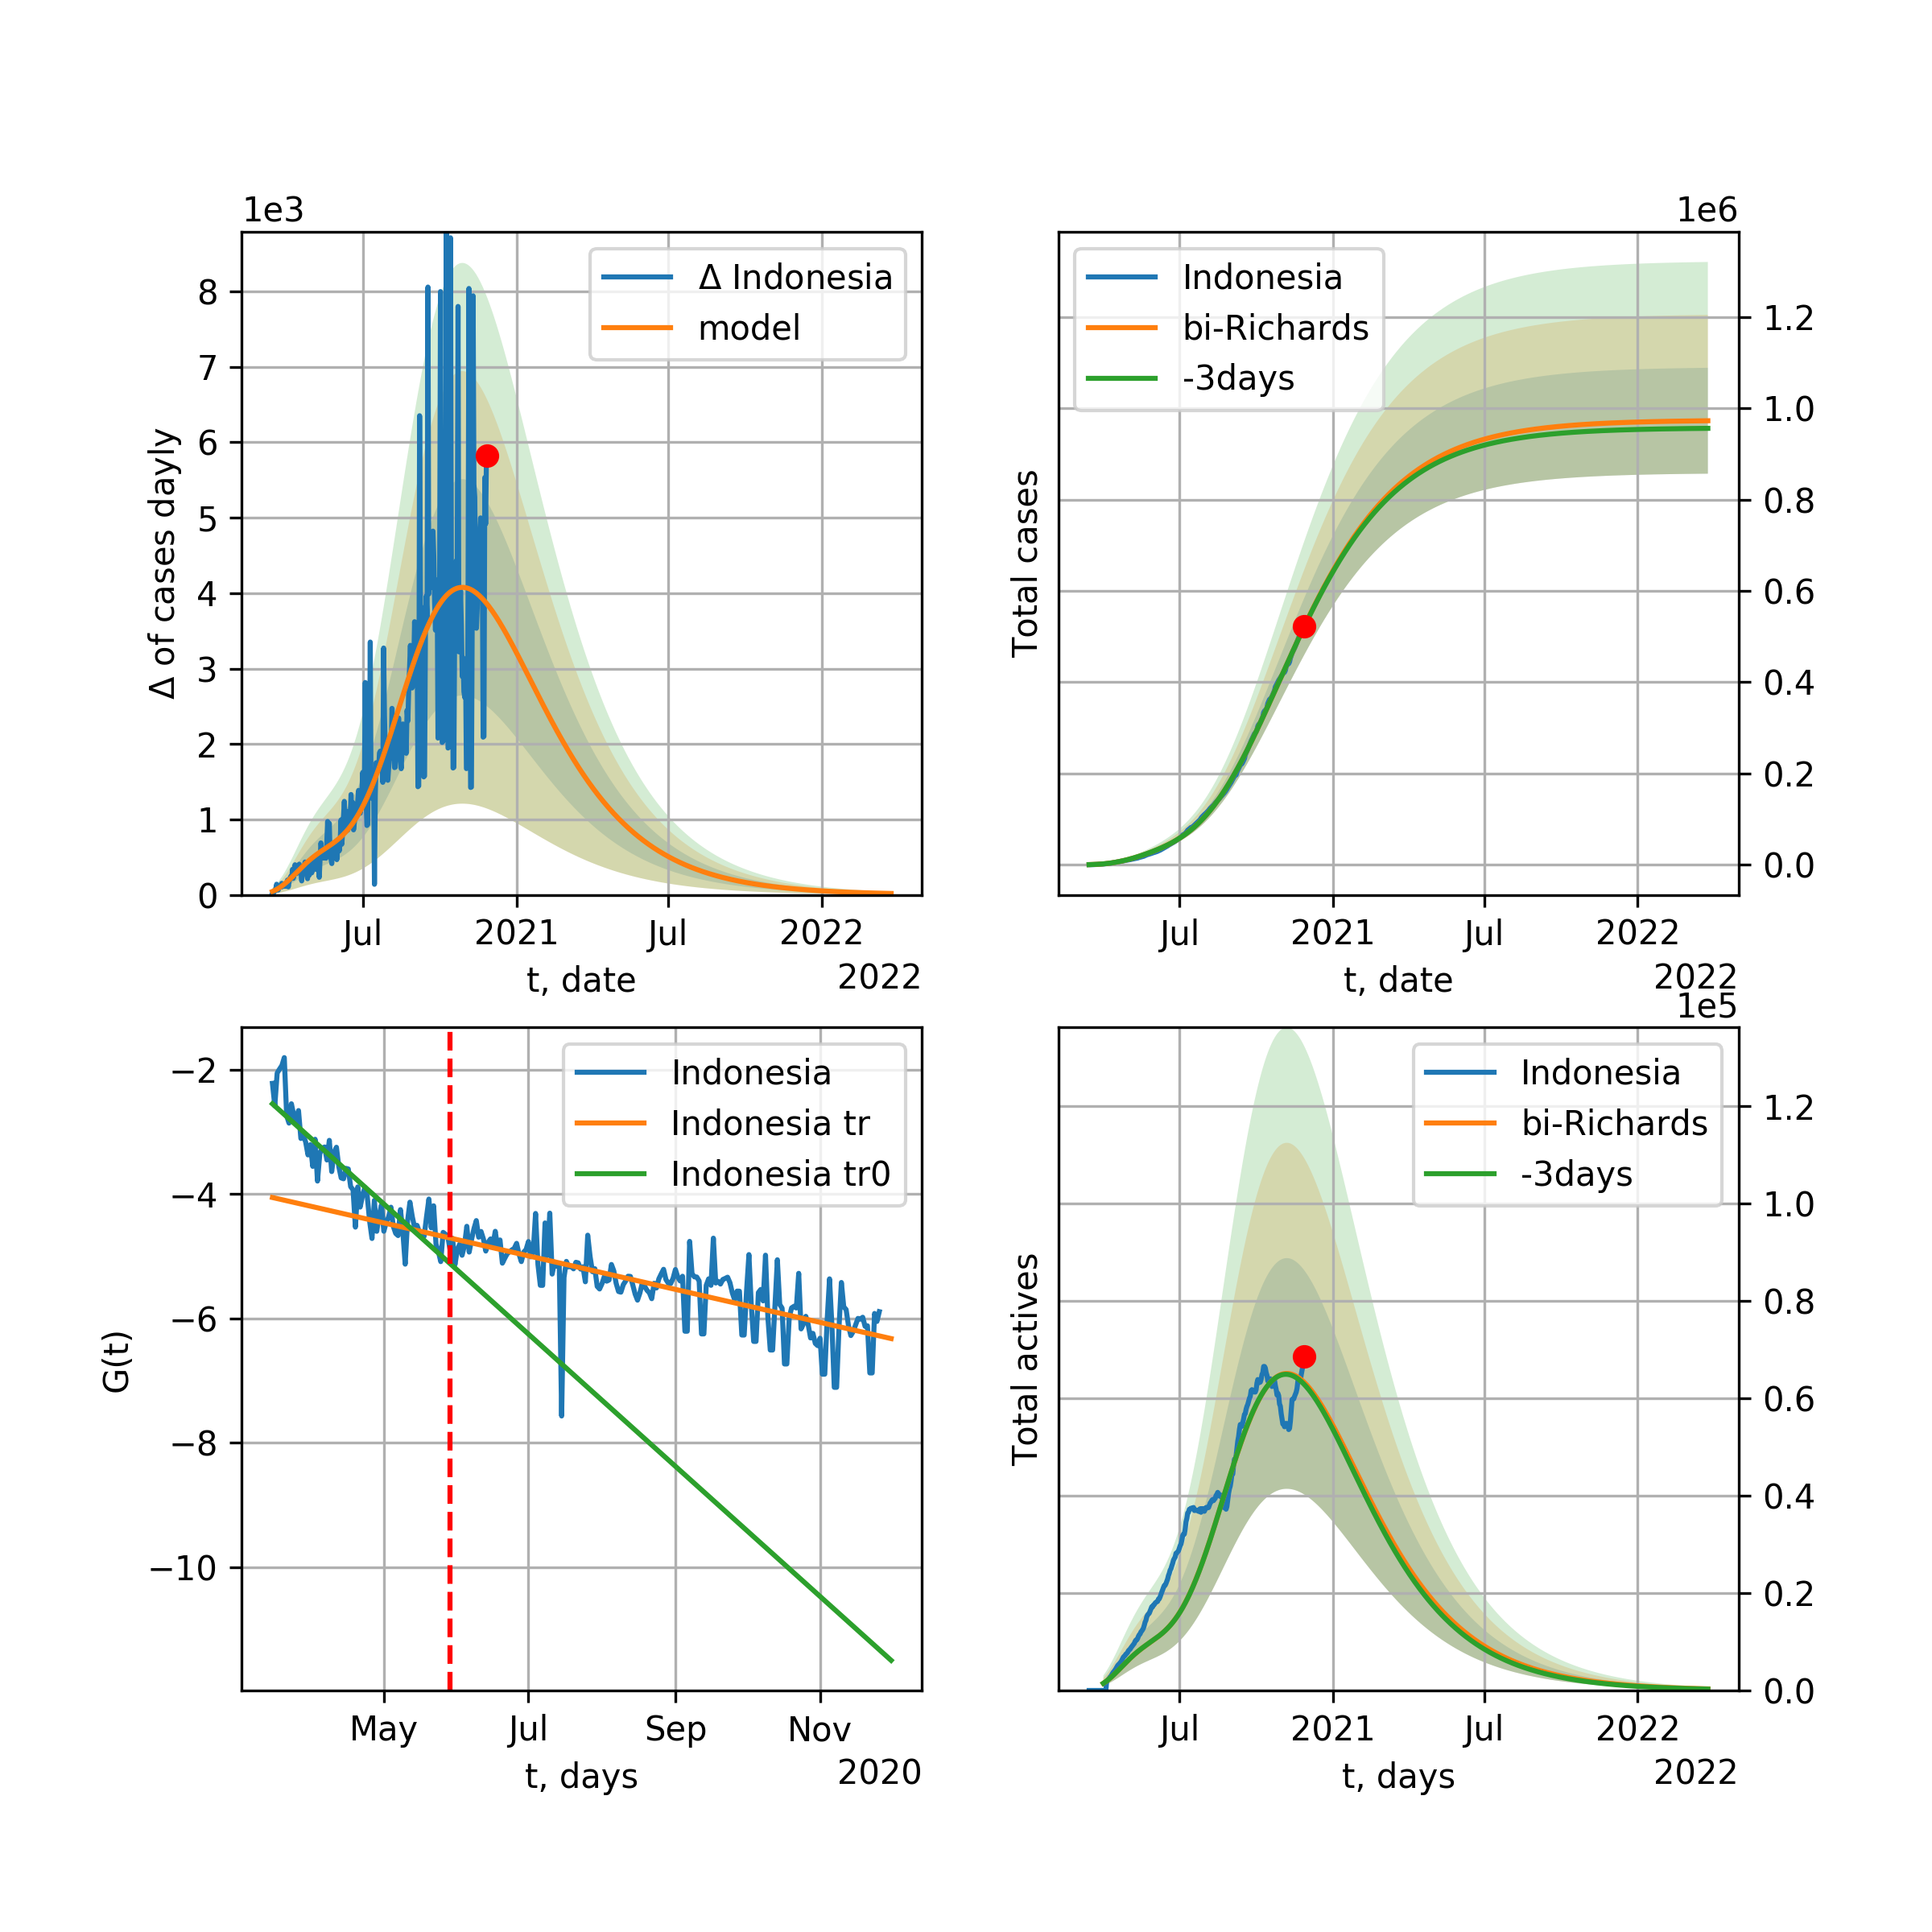 1e3
Δ of cases dayly
8
7
6
5
4
3
2
1
0
Δ Indonesia
model
Jul
2021
Jul
2022
t, date
2022
1e6
Total cases
Indonesia
bi-Richards
-3days
1.2
1.0
0.8
0.6
0.4
0.2
0.0
Jul
2021
Jul
2022
t, date
2022
G(t)
−2
−4
−6
−8
−10
Indonesia
Indonesia tr
Indonesia tr0
May
Jul
Sep
Nov
t, days
2020
1e5
Total actives
Indonesia
bi-Richards
-3days
1.2
1.0
0.8
0.6
0.4
0.2
0.0
Jul
2021
Jul
2022
t, days
2022